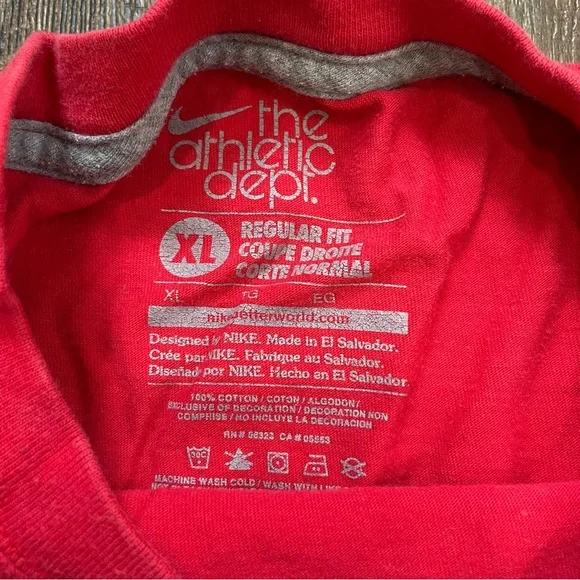 the
athletic
dept.
XL
REGULAR FIT
COUPE DROITE
CORTE NORMAL
XL TG EG
nikebetterworld.com
Designed by NIKE. Made in El Salvador.
Crée par NIKE. Fabrique au Salvador.
Diseñado por NIKE. Hecho en El Salvador
100% COTTON / COTON / ALGODON /
EXCLUSIVE OF DECORATION / DECORATION NON
COMPRISE / NO INCLUYE LA DECORACION
RN# 56323 CA# 05553
30C
MACHINE WASH COLD / WASH WITH LIKE